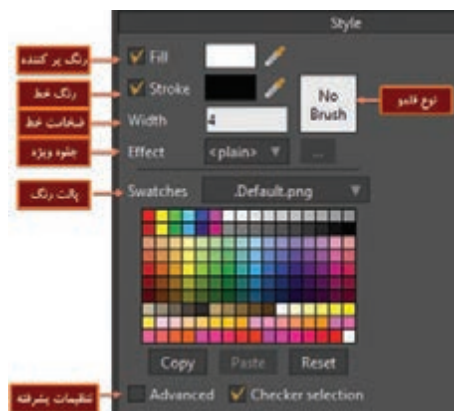 Style
رنگ پر کننده
Fill
رنگ خط
Stroke
No
Brush
نوع قلمو
ضخامت خط
Width
4
جلوه ویژه
Effect
<plain>
...
پالت رنگ
Swatches
.Default.png
Copy
Paste
Reset
تنظیمات پیشرفته
Advanced
Checker selection